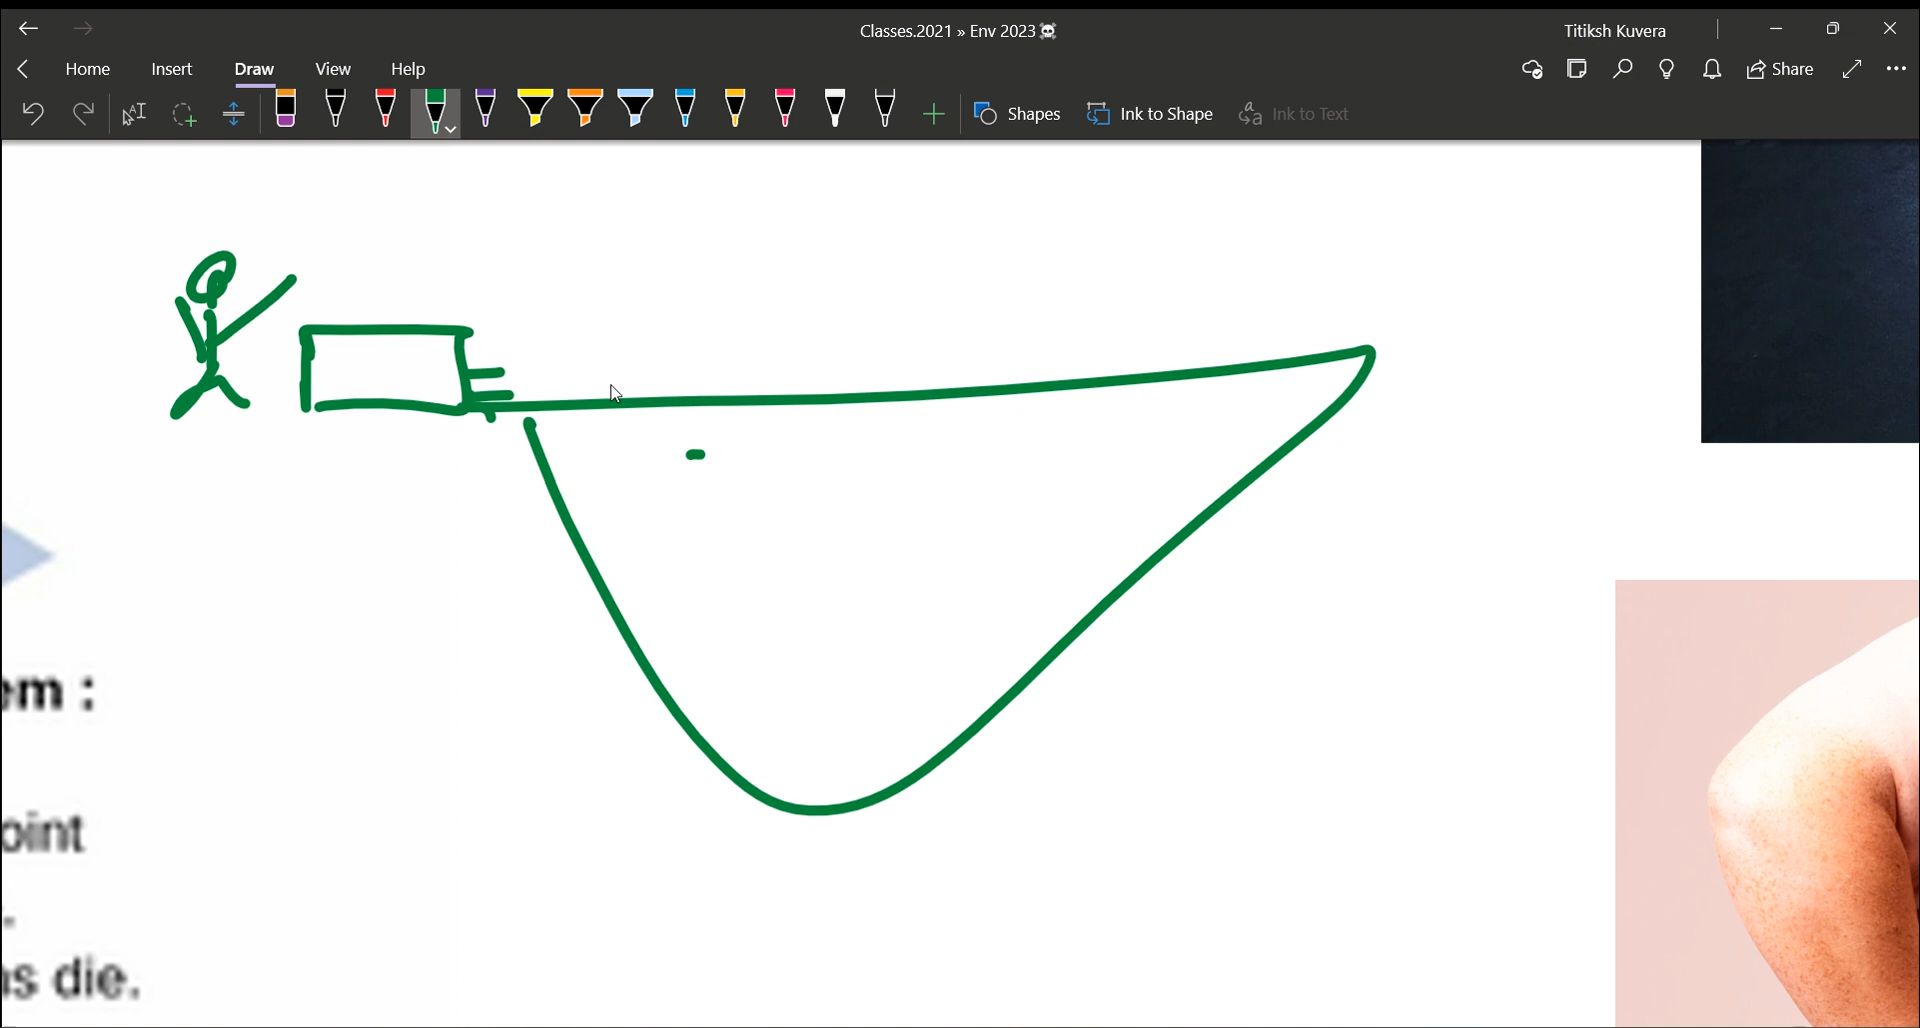 Classes.2021 » Env 2023☠
Titiksh Kuvera
Home Insert Draw View Help
Share
Shapes Ink to Shape Ink to Text
em :
oint
.
s die.